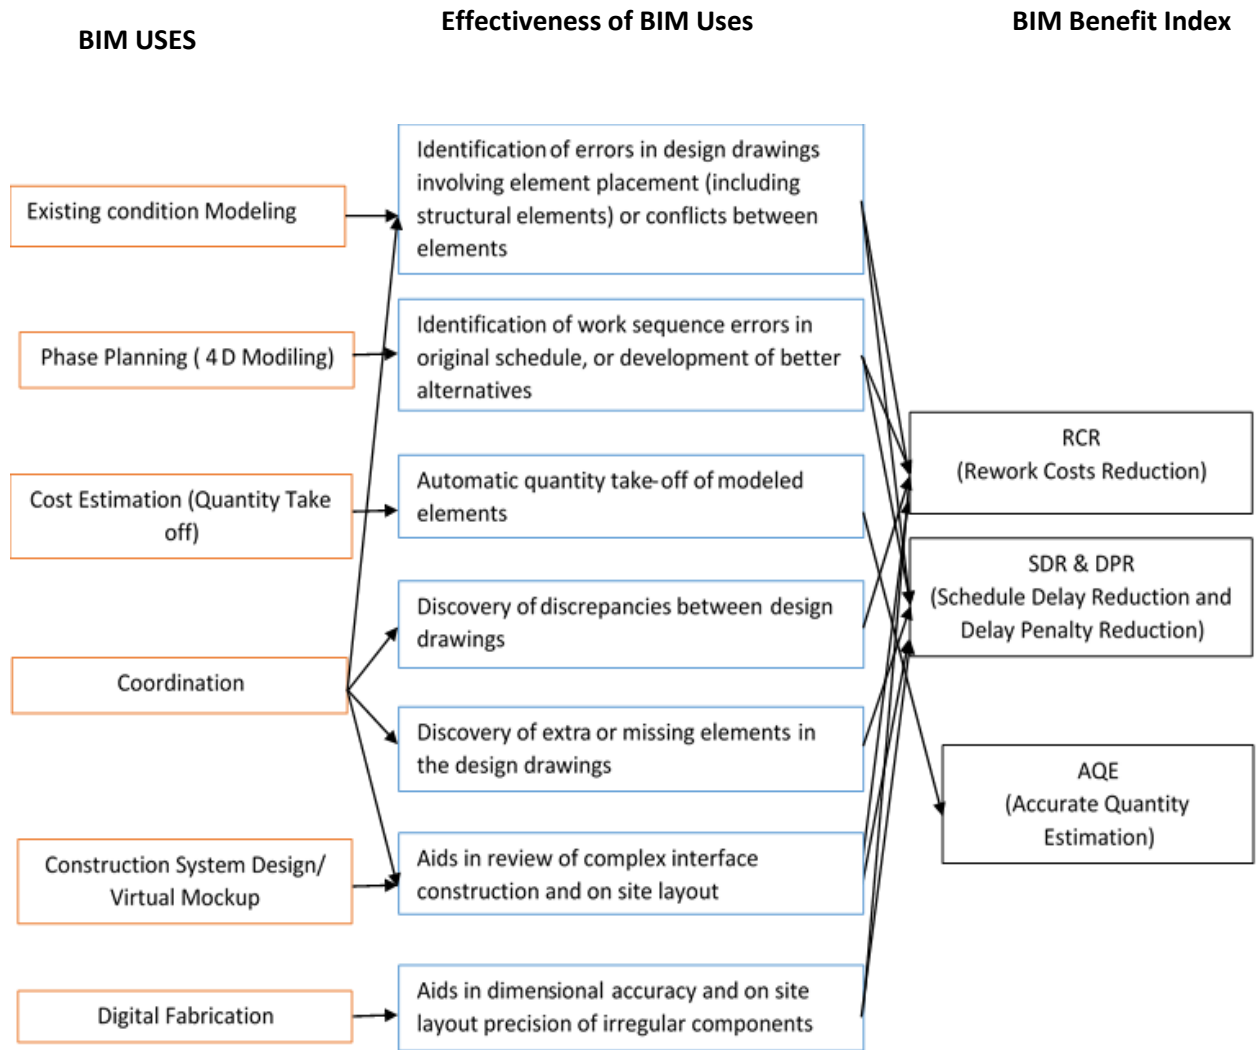 BIM USES
Effectiveness of BIM Uses
BIM Benefit Index
Existing condition Modeling
Phase Planning ( 4 D Modiling)
Cost Estimation (Quantity Take
off)
Coordination
Construction System Design/
Virtual Mockup
Digital Fabrication
Identification of errors in design drawings
involving element placement (including
structural elements) or conflicts between
elements
Identification of work sequence errors in
original schedule, or development of better
alternatives
Automatic quantity take-off of modeled
elements
Discovery of discrepancies between design
drawings
Discovery of extra or missing elements in
the design drawings
Aids in review of complex interface
construction and on site layout
Aids in dimensional accuracy and on site
layout precision of irregular components
RCR
(Rework Costs Reduction)
SDR & DPR
(Schedule Delay Reduction and
Delay Penalty Reduction)
AQE
(Accurate Quantity
Estimation)